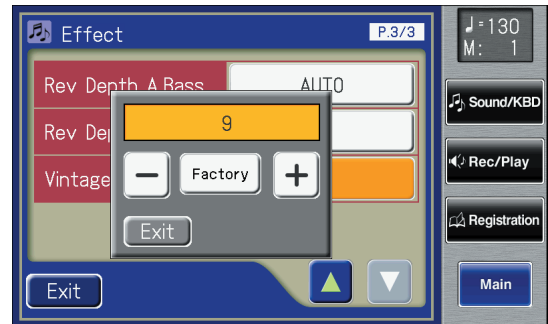 Effect
P.3/3
Rev Depth A.Bass
AUTO
Rev Dep
Vintage
9
−
Factory
+
Exit
Exit
♩=130
M: 1
Sound/KBD
Rec/Play
Registration
Main